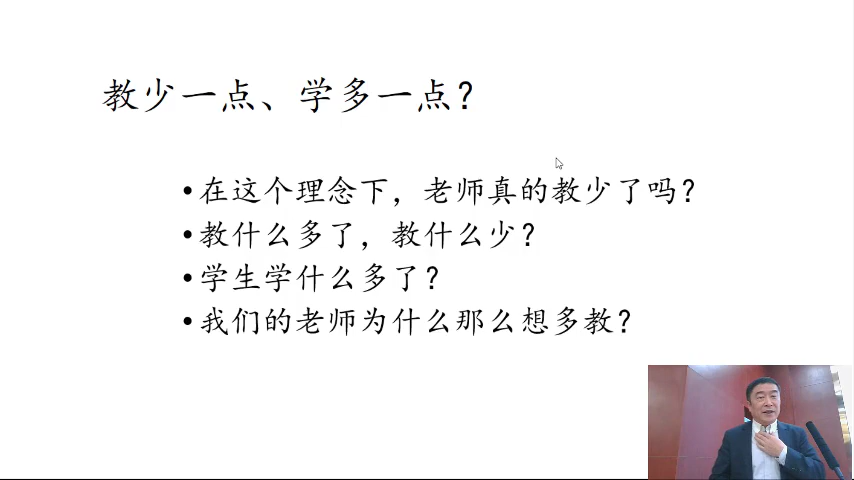 教少一点、学多一点？
•在这个理念下，老师真的教少了吗？
•教什么多了，教什么少？
•学生学什么多了？
•我们的老师为什么那么想多教？